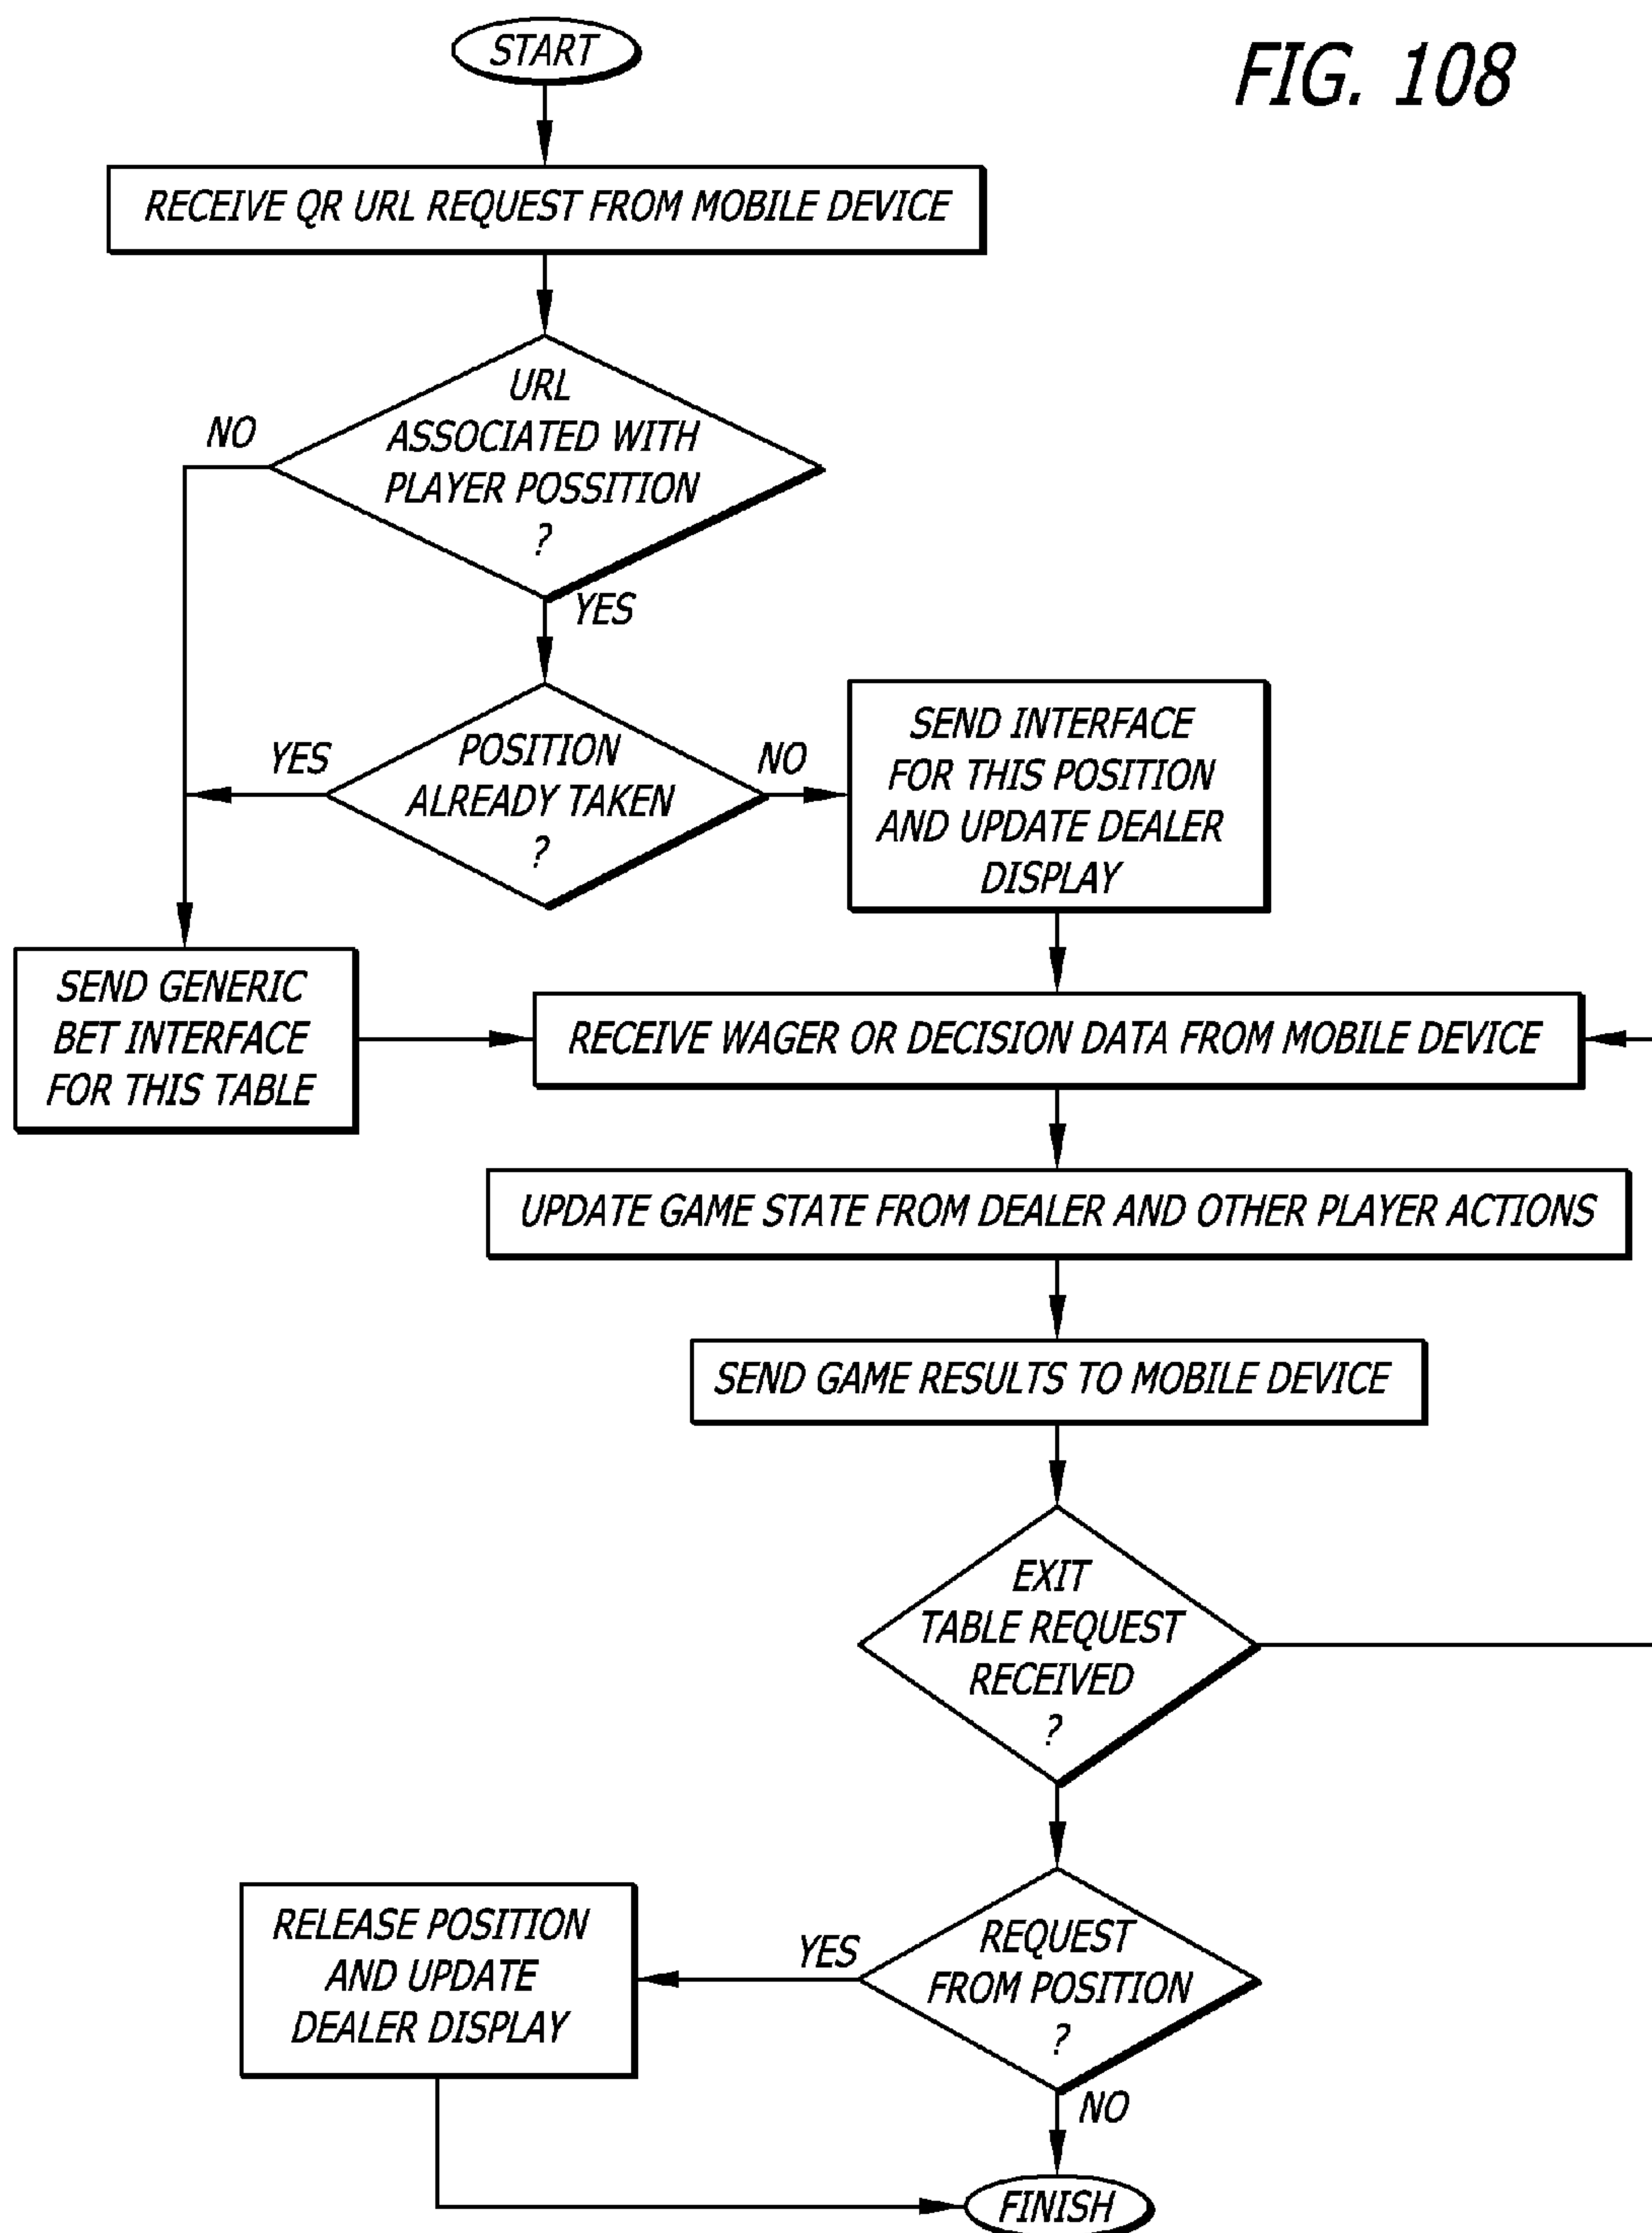 START
FIG. 108
RECEIVE QR URL REQUEST FROM MOBILE DEVICE
URL
ASSOCIATED WITH
PLAYER POSSITION
?
NO
YES
POSITION
ALREADY TAKEN
?
YES
NO
SEND INTERFACE
FOR THIS POSITION
AND UPDATE DEALER
DISPLAY
SEND GENERIC
BET INTERFACE
FOR THIS TABLE
RECEIVE WAGER OR DECISION DATA FROM MOBILE DEVICE
UPDATE GAME STATE FROM DEALER AND OTHER PLAYER ACTIONS
SEND GAME RESULTS TO MOBILE DEVICE
EXIT
TABLE REQUEST
RECEIVED
?
REQUEST
FROM POSITION
?
YES
RELEASE POSITION
AND UPDATE
DEALER DISPLAY
NO
FINISH